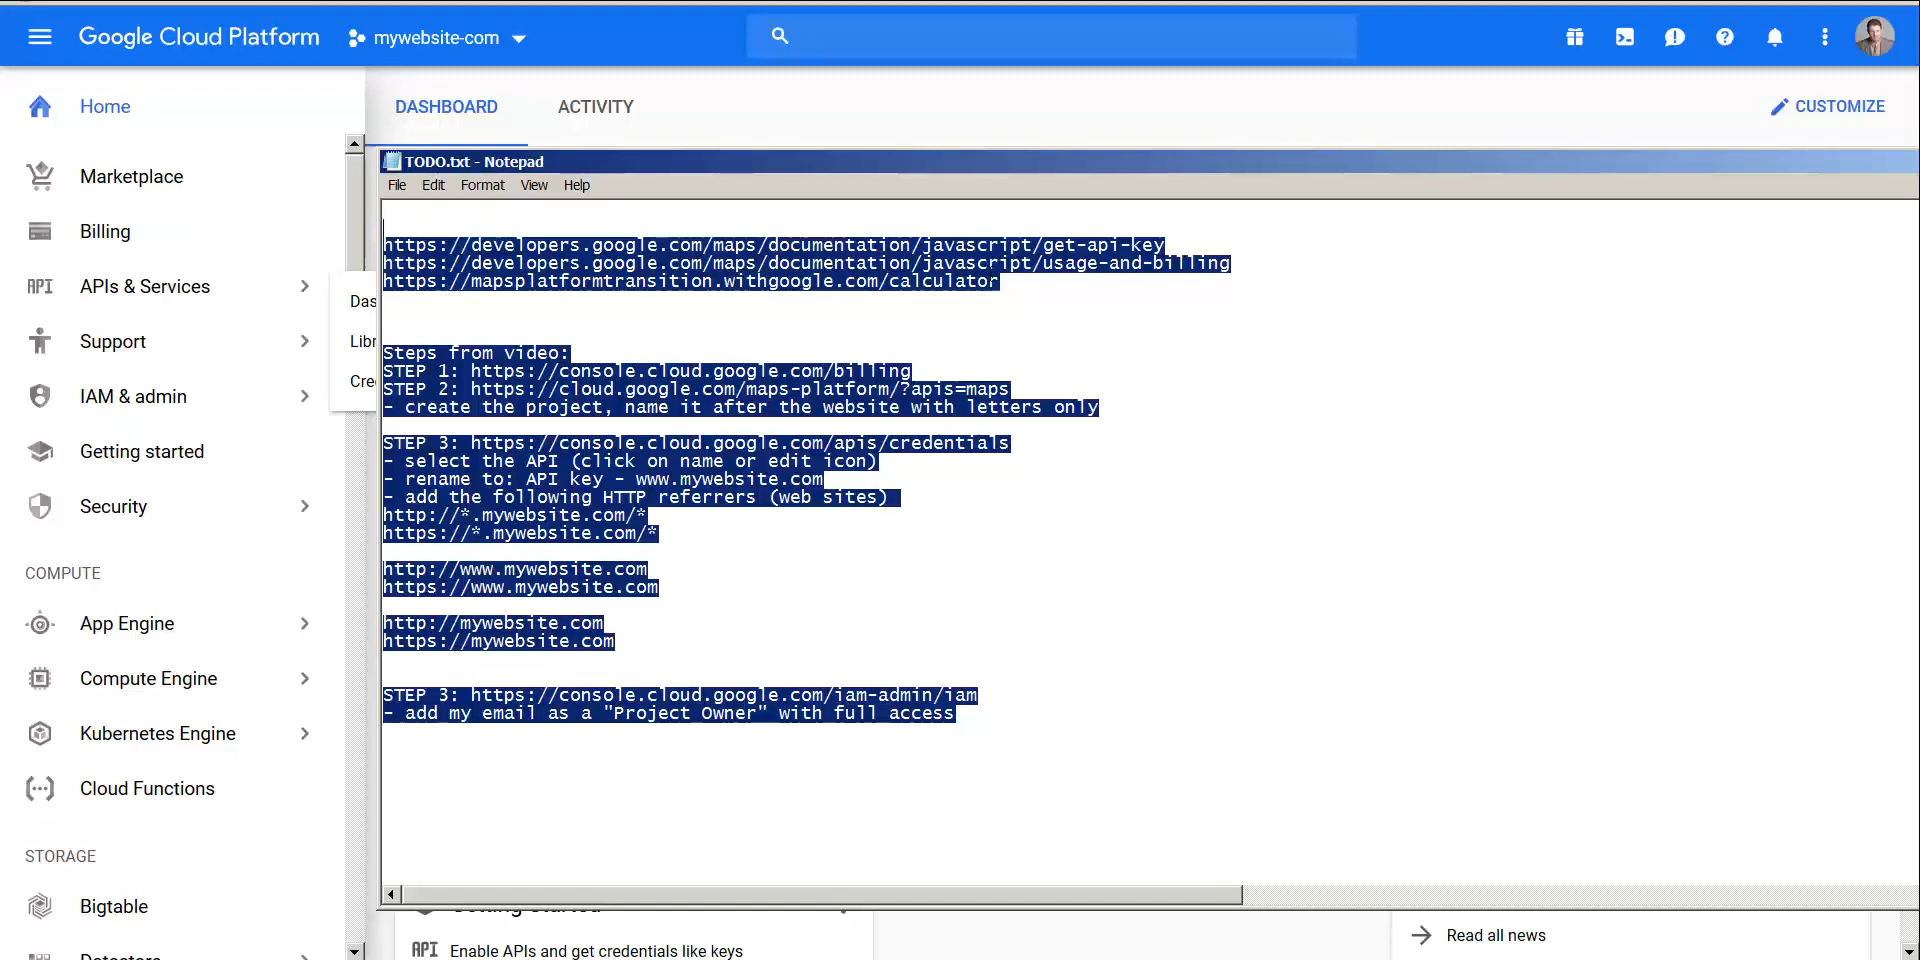 Google Cloud Platform
mywebsite-com
Home
Marketplace
Billing
API APIs & Services
Support
IAM & admin
Getting started
Security
COMPUTE
App Engine
Compute Engine
Kubernetes Engine
Cloud Functions
STORAGE
Bigtable
DASHBOARD
ACTIVITY
CUSTOMIZE
Das
Libr
Cre
TODO.txt - Notepad
File Edit Format View Help
https://developers.google.com/maps/documentation/javascript/get-api-key
https://developers.google.com/maps/documentation/javascript/usage-and-billing
https://mapsplatformtransition.withgoogle.com/calculator
Steps from video:
STEP 1: https://console.cloud.google.com/billing
STEP 2: https://cloud.google.com/maps-platform/?apis=maps
- create the project, name it after the website with letters only
STEP 3: https://console.cloud.google.com/apis/credentials
- select the API (click on name or edit icon)
- rename to: API key - www.mywebsite.com
- add the following HTTP referrers (web sites)
http://*.mywebsite.com/*
https://*.mywebsite.com/*
http://www.mywebsite.com
https://www.mywebsite.com
http://mywebsite.com
https://mywebsite.com
STEP 3: https://console.cloud.google.com/iam-admin/iam
- add my email as a "Project Owner" with full access
API Enable APIs and get credentials like keys
Read all news